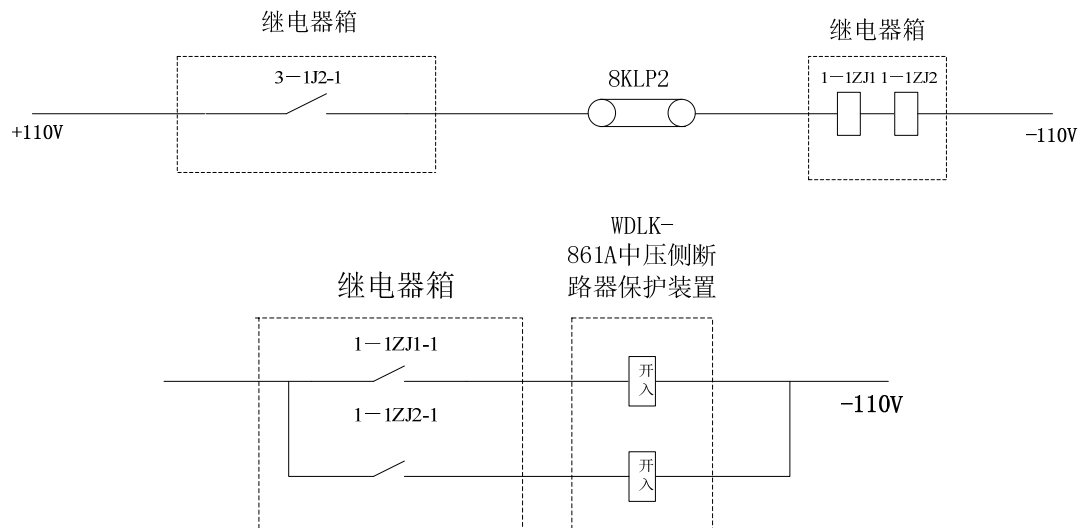 继电器箱
继电器箱
3－1J2-1
8KLP2
1－1ZJ1 1－1ZJ2
+110V
-110V
WDLK-
861A中压侧断
路器保护装置
继电器箱
1－1ZJ1-1
开
入
-110V
1－1ZJ2-1
开
入